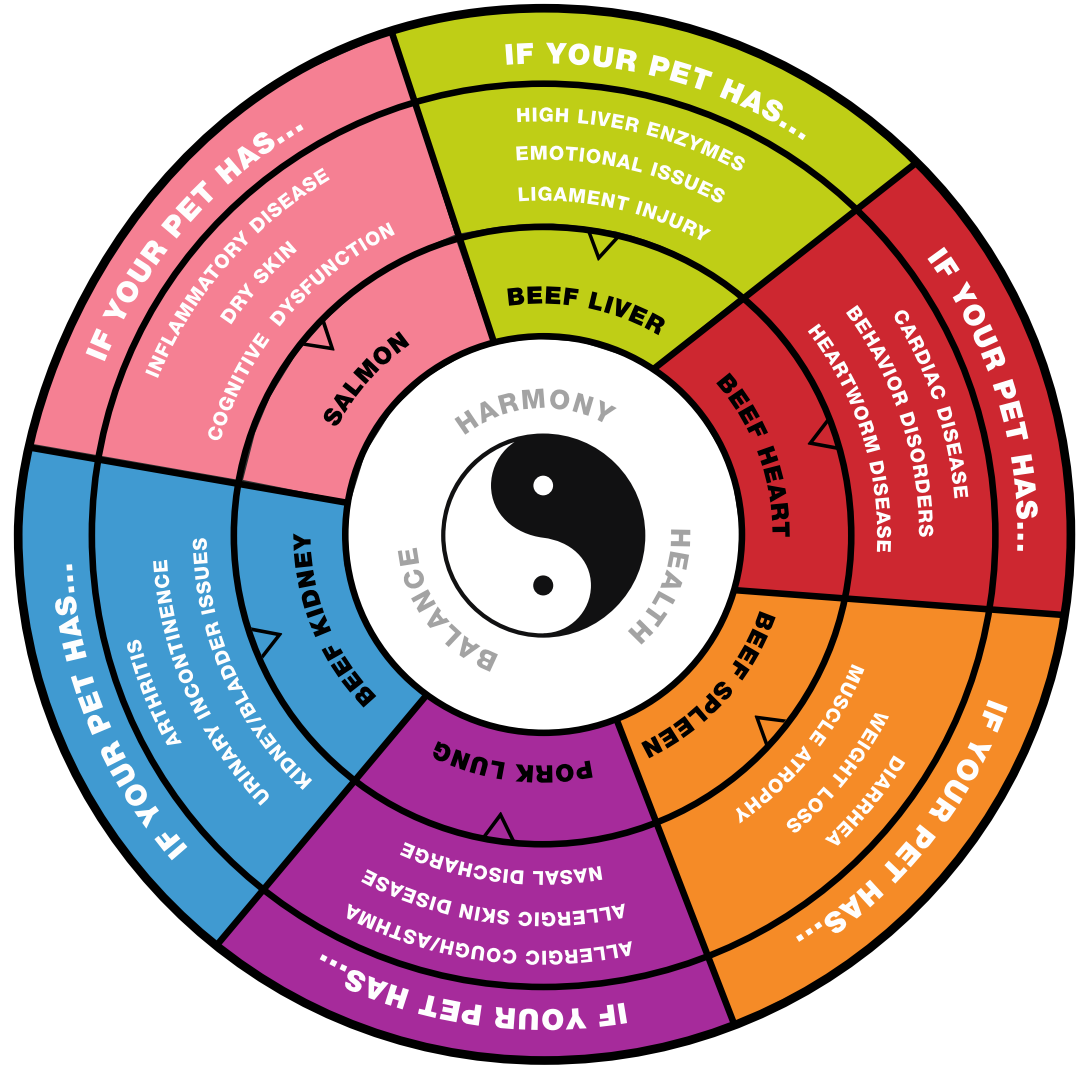 IF YOUR PET HAS...
HIGH LIVER ENZYMES
EMOTIONAL ISSUES
LIGAMENT INJURY
BEEF LIVER
IF YOUR PET HAS...
CARDIAC DISEASE
BEHAVIOR DISORDERS
HEARTWORM DISEASE
BEEF HEART
IF YOUR PET HAS...
DIARRHEA
WEIGHT LOSS
MUSCLE ATROPHY
BEEF SPLEEN
IF YOUR PET HAS...
ALLERGIC COUGH/ASTHMA
ALLERGIC SKIN DISEASE
NASAL DISCHARGE
PORK LUNG
IF YOUR PET HAS...
ARTHRITIS
URINARY INCONTINENCE
KIDNEY/BLADDER ISSUES
BEEF KIDNEY
IF YOUR PET HAS...
INFLAMMATORY DISEASE
DRY SKIN
COGNITIVE DYSFUNCTION
SALMON
HARMONY
HEALTH
BALANCE